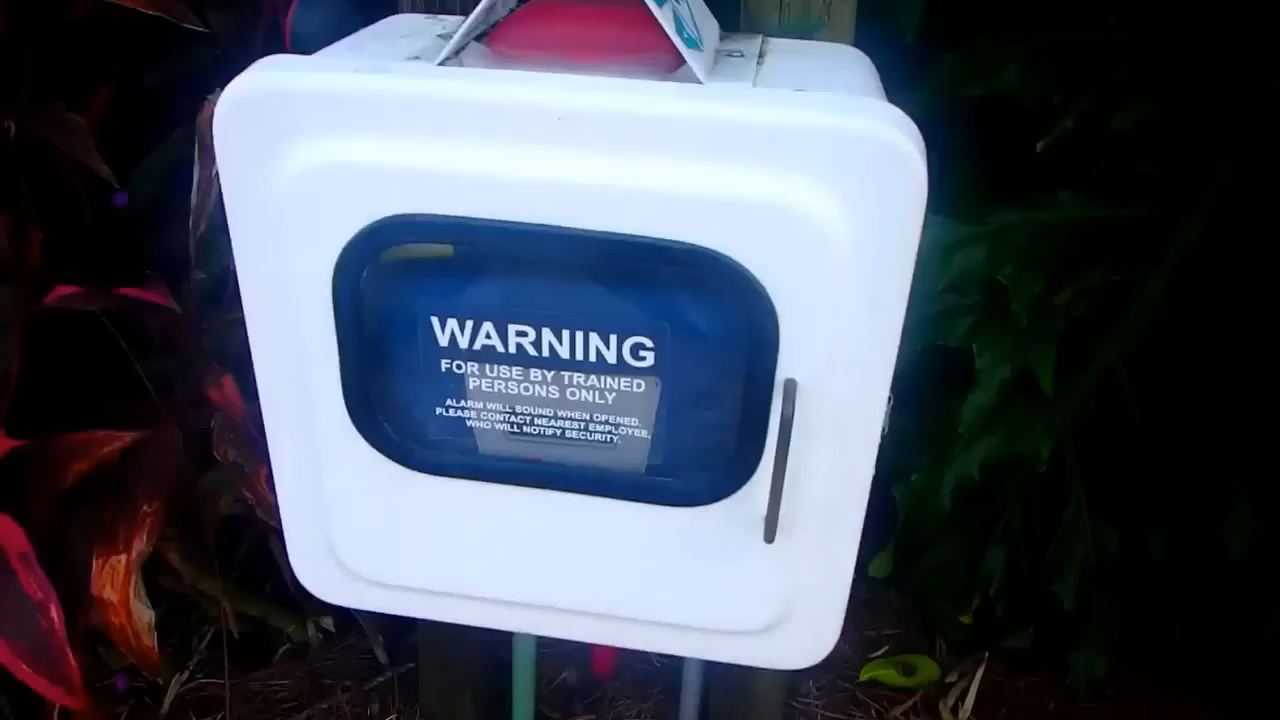 WARNING
FOR USE BY TRAINED
PERSONS ONLY
ALARM WILL SOUND WHEN OPENED.
PLEASE CONTACT NEAREST EMPLOYEE,
WHO WILL NOTIFY SECURITY.